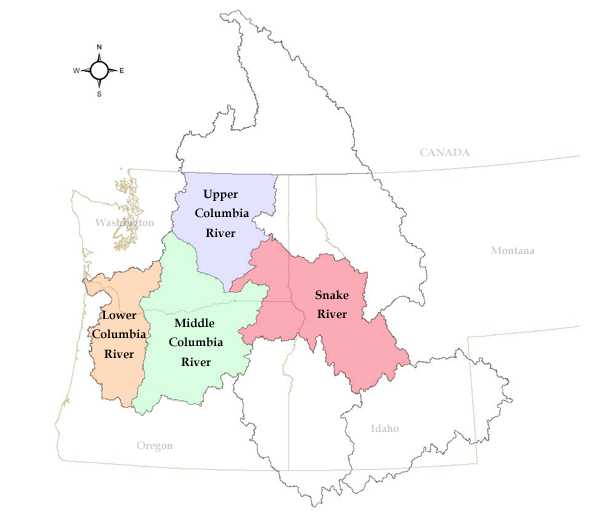 N
W E
S
CANADA
Upper
Columbia
River
Washington
Montana
Snake
River
Lower
Columbia
River
Middle
Columbia
River
Idaho
Oregon